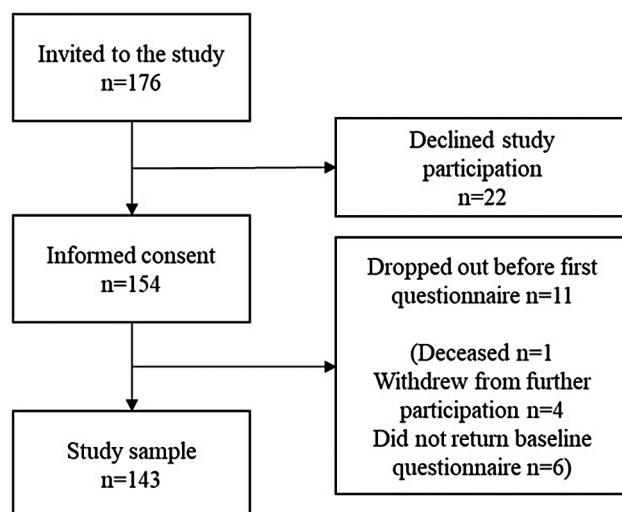 Invited to the study
n=176
Declined study
participation
n=22
Informed consent
n=154
Dropped out before first
questionnaire n=11
(Deceased n=1
Withdrew from further
participation n=4
Did not return baseline
questionnaire n=6)
Study sample
n=143